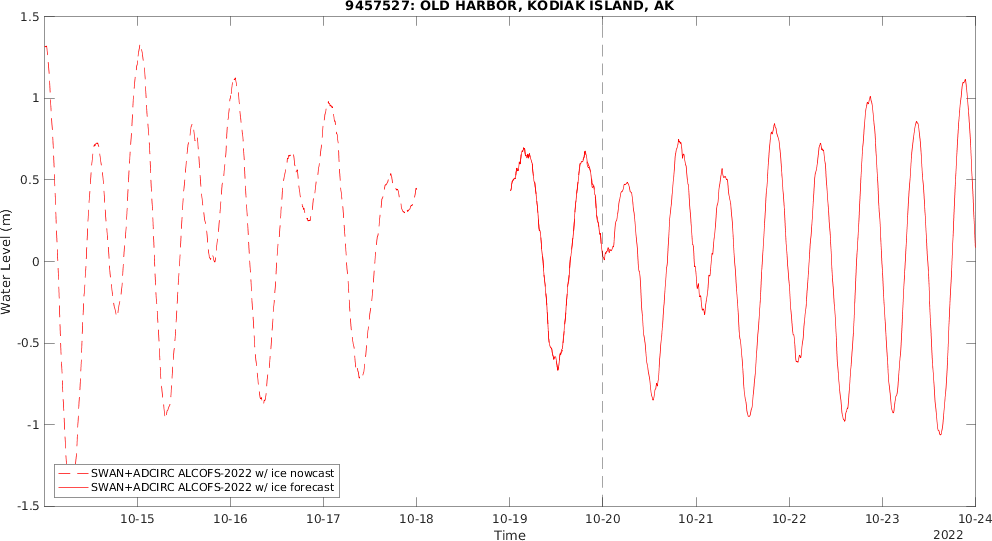 9457527: OLD HARBOR, KODIAK ISLAND, AK
1.5
1
0.5
0
-0.5
-1
-1.5
Water Level (m)
SWAN+ADCIRC ALCOFS-2022 w/ ice nowcast
SWAN+ADCIRC ALCOFS-2022 w/ ice forecast
10-15 10-16 10-17 10-18 10-19 10-20 10-21 10-22 10-23 10-24
Time
2022